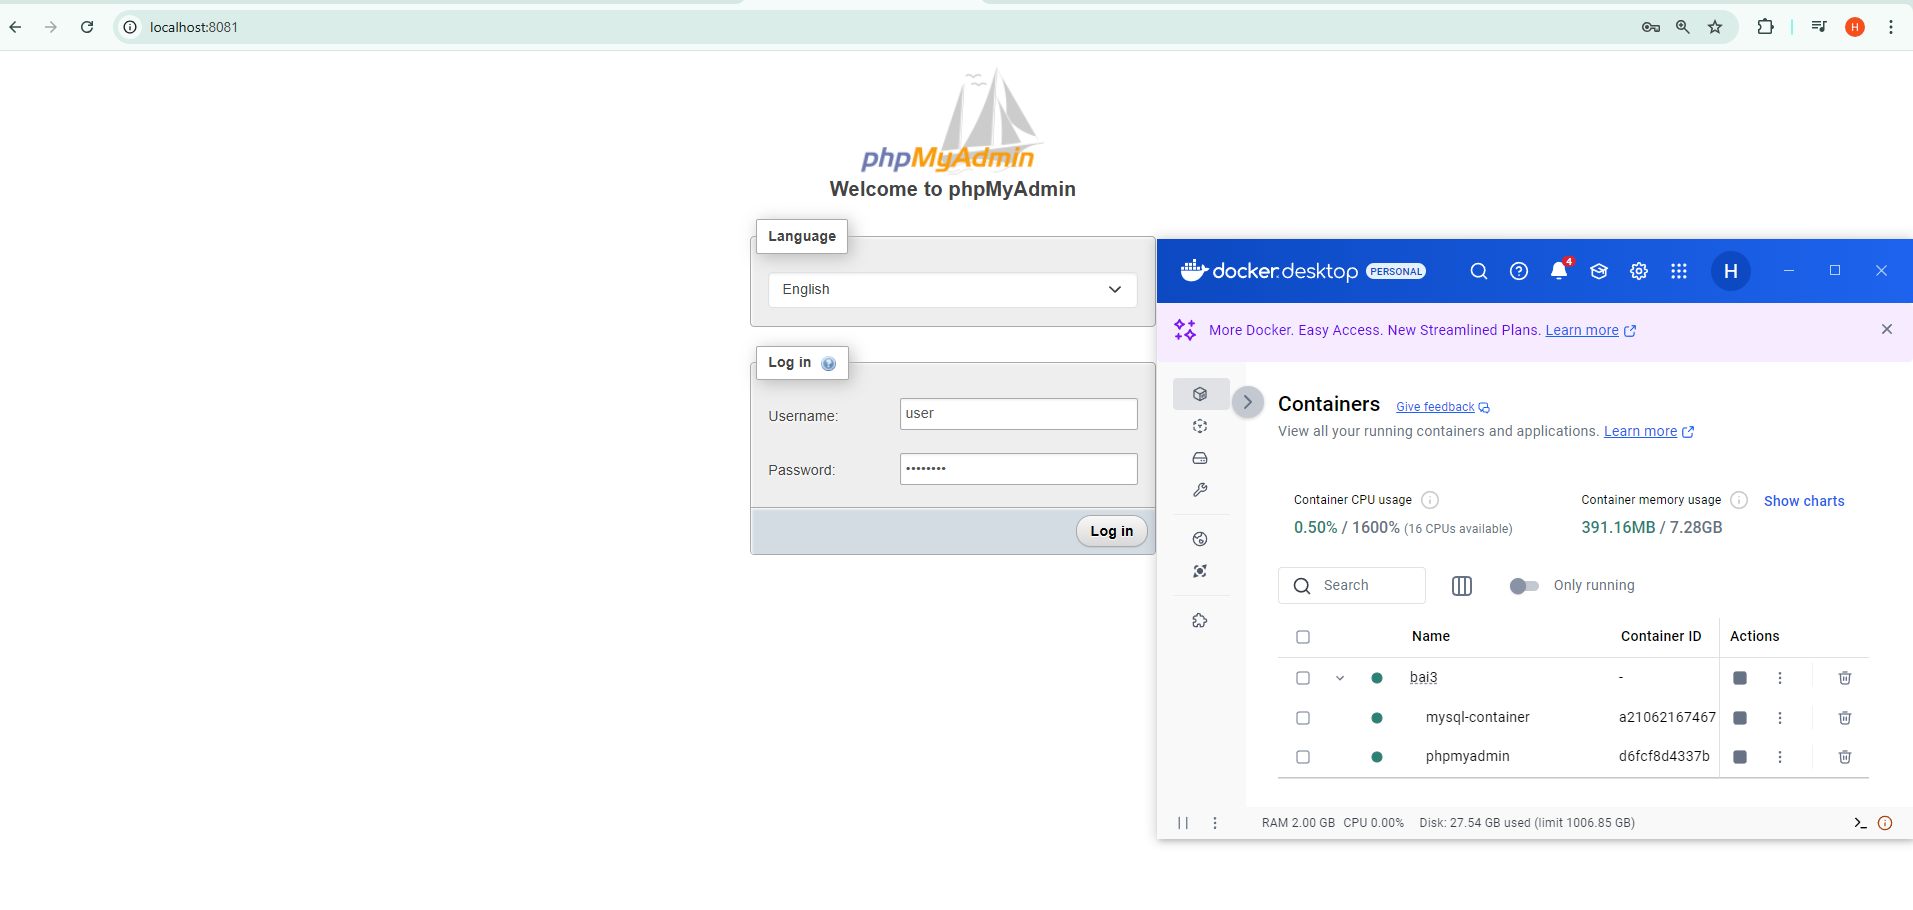 localhost:8081
H
phpMyAdmin
Welcome to phpMyAdmin
Language
English
Log in
Username:
user
Password:
••••••••
Log in
docker.desktop PERSONAL
4
H
More Docker. Easy Access. New Streamlined Plans. Learn more
Containers Give feedback
View all your running containers and applications. Learn more
Container CPU usage
0.50% / 1600% (16 CPUs available)
Container memory usage
391.16MB / 7.28GB
Show charts
Search
Only running
Name Container ID Actions
bai3 -
mysql-container a21062167467
phpmyadmin d6fcf8d4337b
RAM 2.00 GB CPU 0.00% Disk: 27.54 GB used (limit 1006.85 GB)